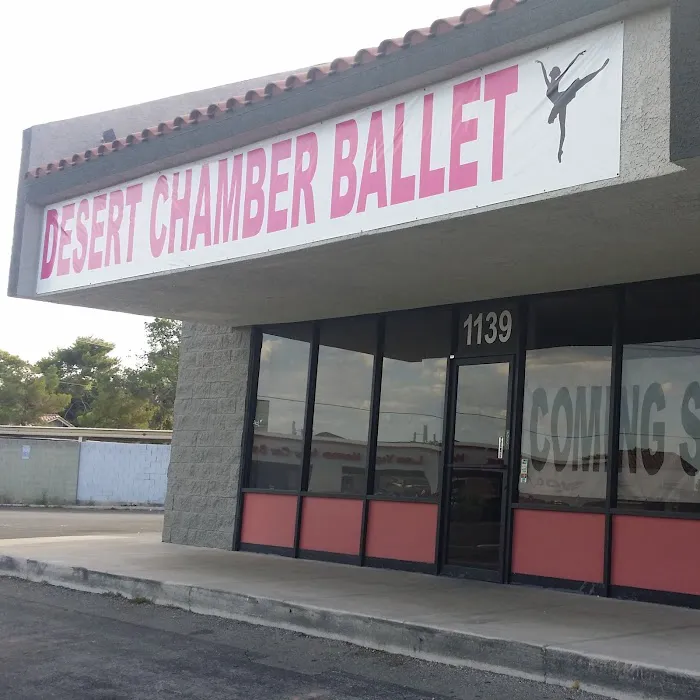 DESERT CHAMBER BALLET
1139
COMING S